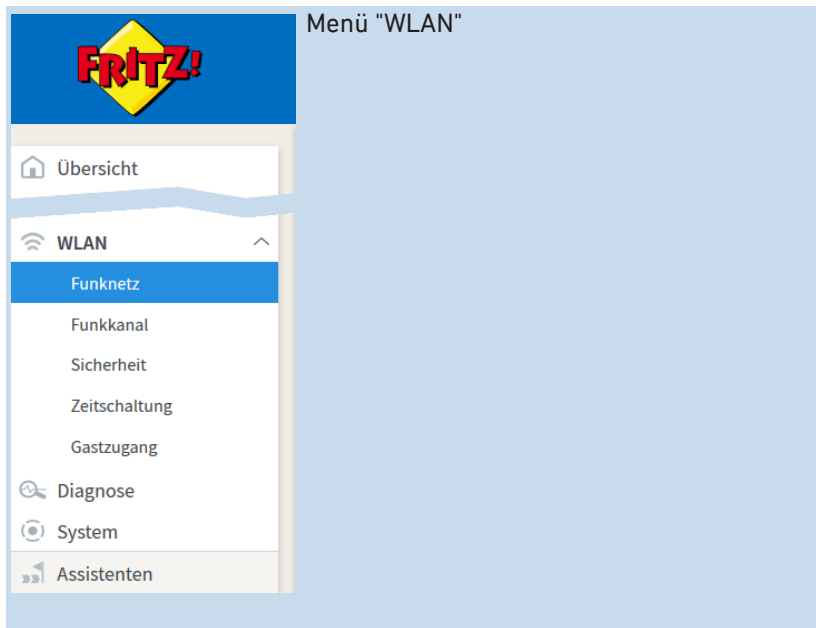 FRITZ!
Menü "WLAN"
Übersicht
WLAN
Funknetz
Funkkanal
Sicherheit
Zeitschaltung
Gastzugang
Diagnose
System
Assistenten